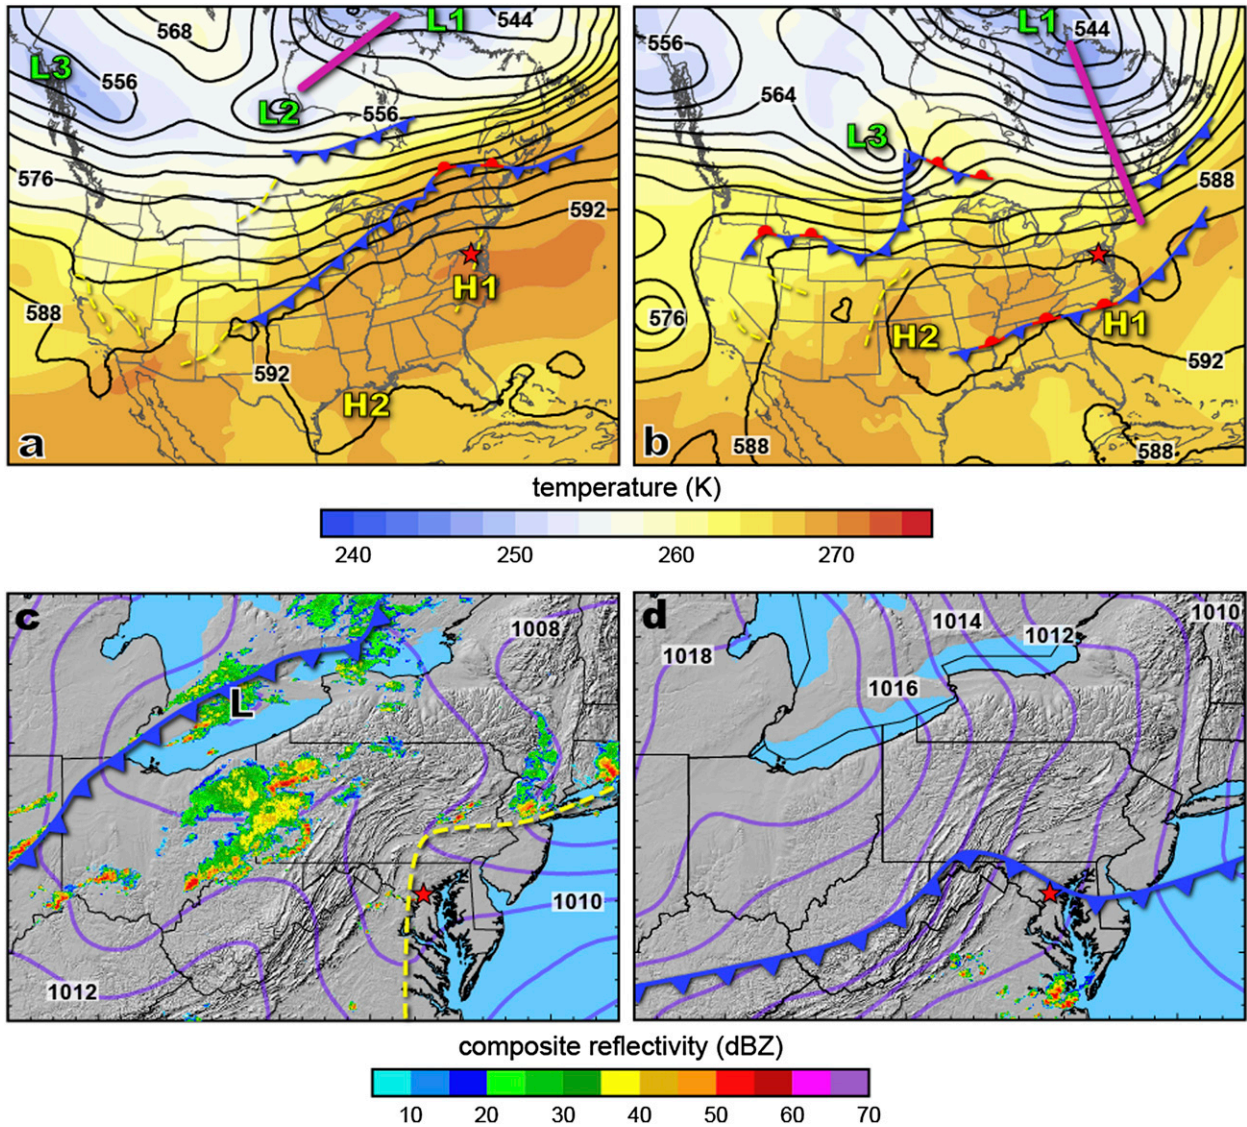 568
L1
544
L3
556
L2
556
576
592
H1
588
592
H2
a
556
L1
544
564
L3
588
576
H2
H1
592
588
588
b
temperature (K)
240 250 260 270
c
1008
L
1010
1012
d
1014
1010
1012
1018
1016
composite reflectivity (dBZ)
10 20 30 40 50 60 70